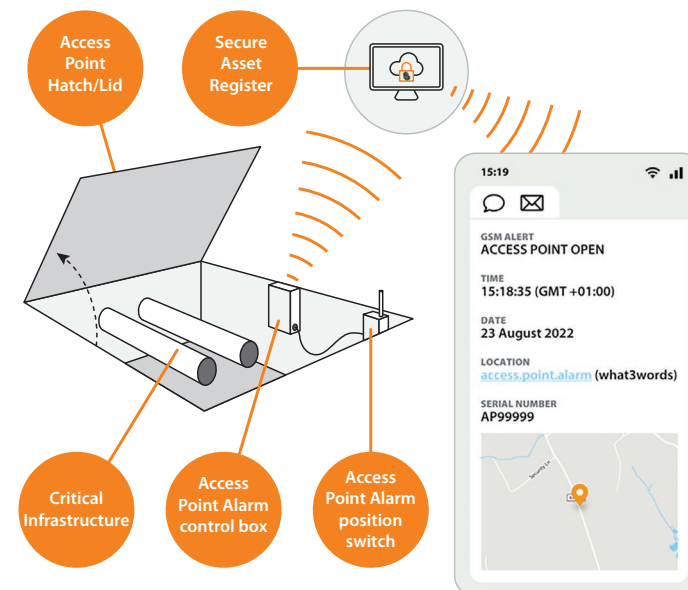 Access
Point
Hatch/Lid
Secure
Asset
Register
15:19
GSM ALERT
ACCESS POINT OPEN
TIME
15:18:35 (GMT +01:00)
DATE
23 August 2022
LOCATION
access.point.alarm (what3words)
SERIAL NUMBER
AP99999
Security Ln
Critical
Infrastructure
Access
Point Alarm
control box
Access
Point Alarm
position
switch